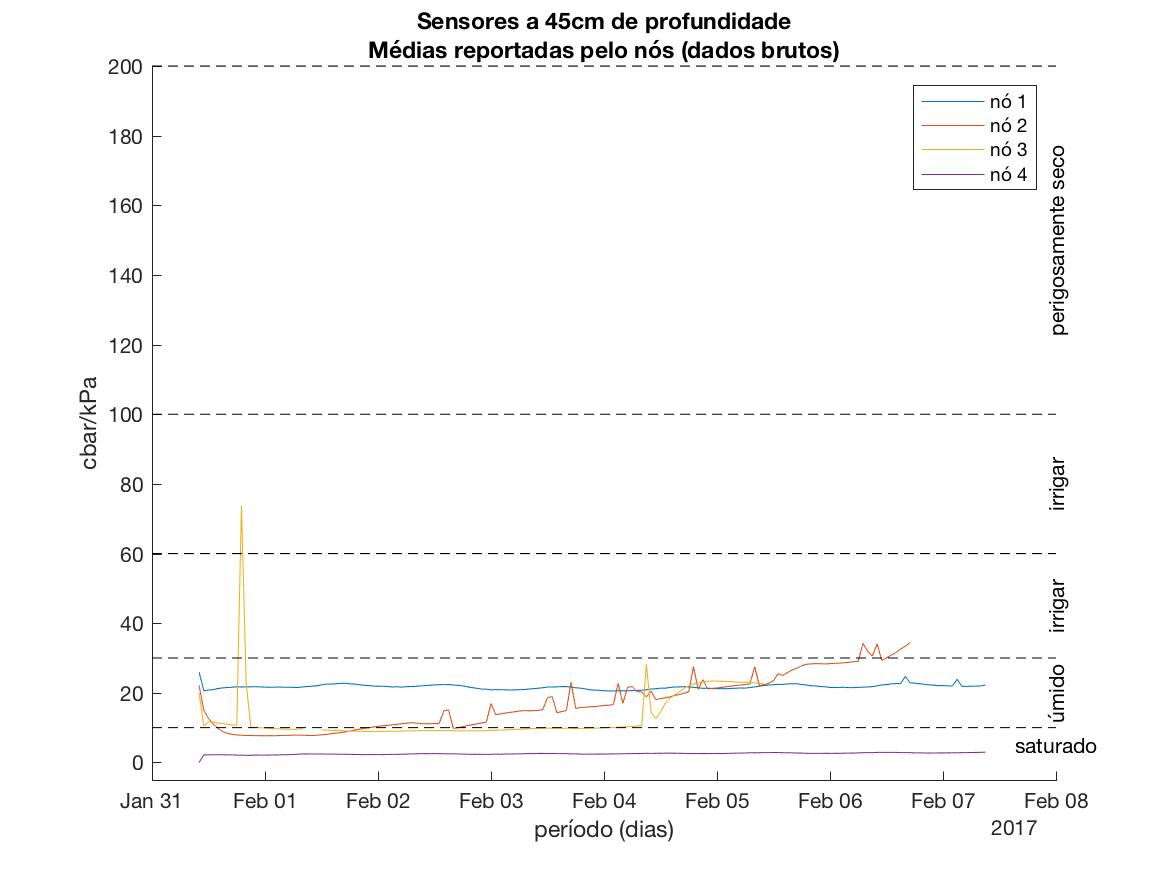 Sensores a 45cm de profundidade
Médias reportadas pelo nós (dados brutos)
nó 1
nó 2
nó 3
nó 4
200
180
160
140
120
100
80
60
40
20
0
cbar/kPa
perigosamente seco
irrigar
irrigar
úmido
saturado
Jan 31 Feb 01 Feb 02 Feb 03 Feb 04 Feb 05 Feb 06 Feb 07 Feb 08
2017
período (dias)